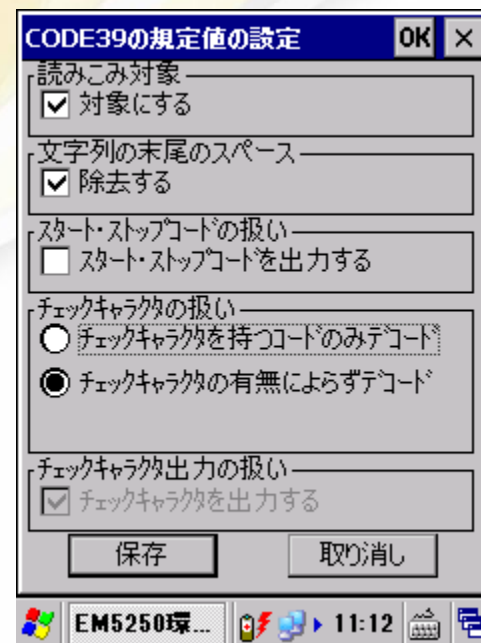 CODE39の規定値の設定 OK ×
読みこみ対象
対象にする
文字列の末尾のスペース
除去する
ｽﾀｰﾄ・ｽﾄｯﾌﾟｺｰﾄﾞの扱い
ｽﾀｰﾄ・ｽﾄｯﾌﾟｺｰﾄﾞを出力する
ﾁｪｯｸｷｬﾗｸﾀの扱い
ﾁｪｯｸｷｬﾗｸﾀを持つｺｰﾄﾞのみﾃﾞｺｰﾄﾞ
ﾁｪｯｸｷｬﾗｸﾀの有無によらずﾃﾞｺｰﾄﾞ
ﾁｪｯｸｷｬﾗｸﾀ出力の扱い
ﾁｪｯｸｷｬﾗｸﾀを出力する
保存 取り消し
EM5250環... 11:12